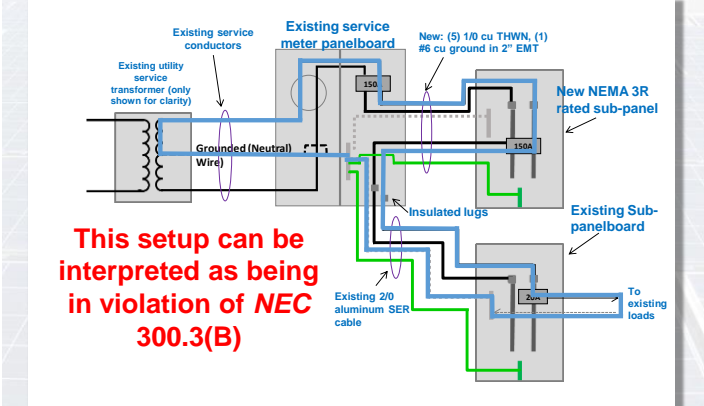 Existing service
conductors
Existing service
meter panelboard
New: (5) 1/0 cu THWN, (1)
#6 cu ground in 2” EMT
Existing utility
service
transformer (only
shown for clarity)
150
New NEMA 3R
rated sub-panel
150A
Grounded (Neutral)
Wire)
Insulated lugs
Existing Sub-
panelboard
This setup can be
interpreted as being
in violation of NEC
300.3(B)
Existing 2/0
aluminum SER
cable
20A
To
existing
loads